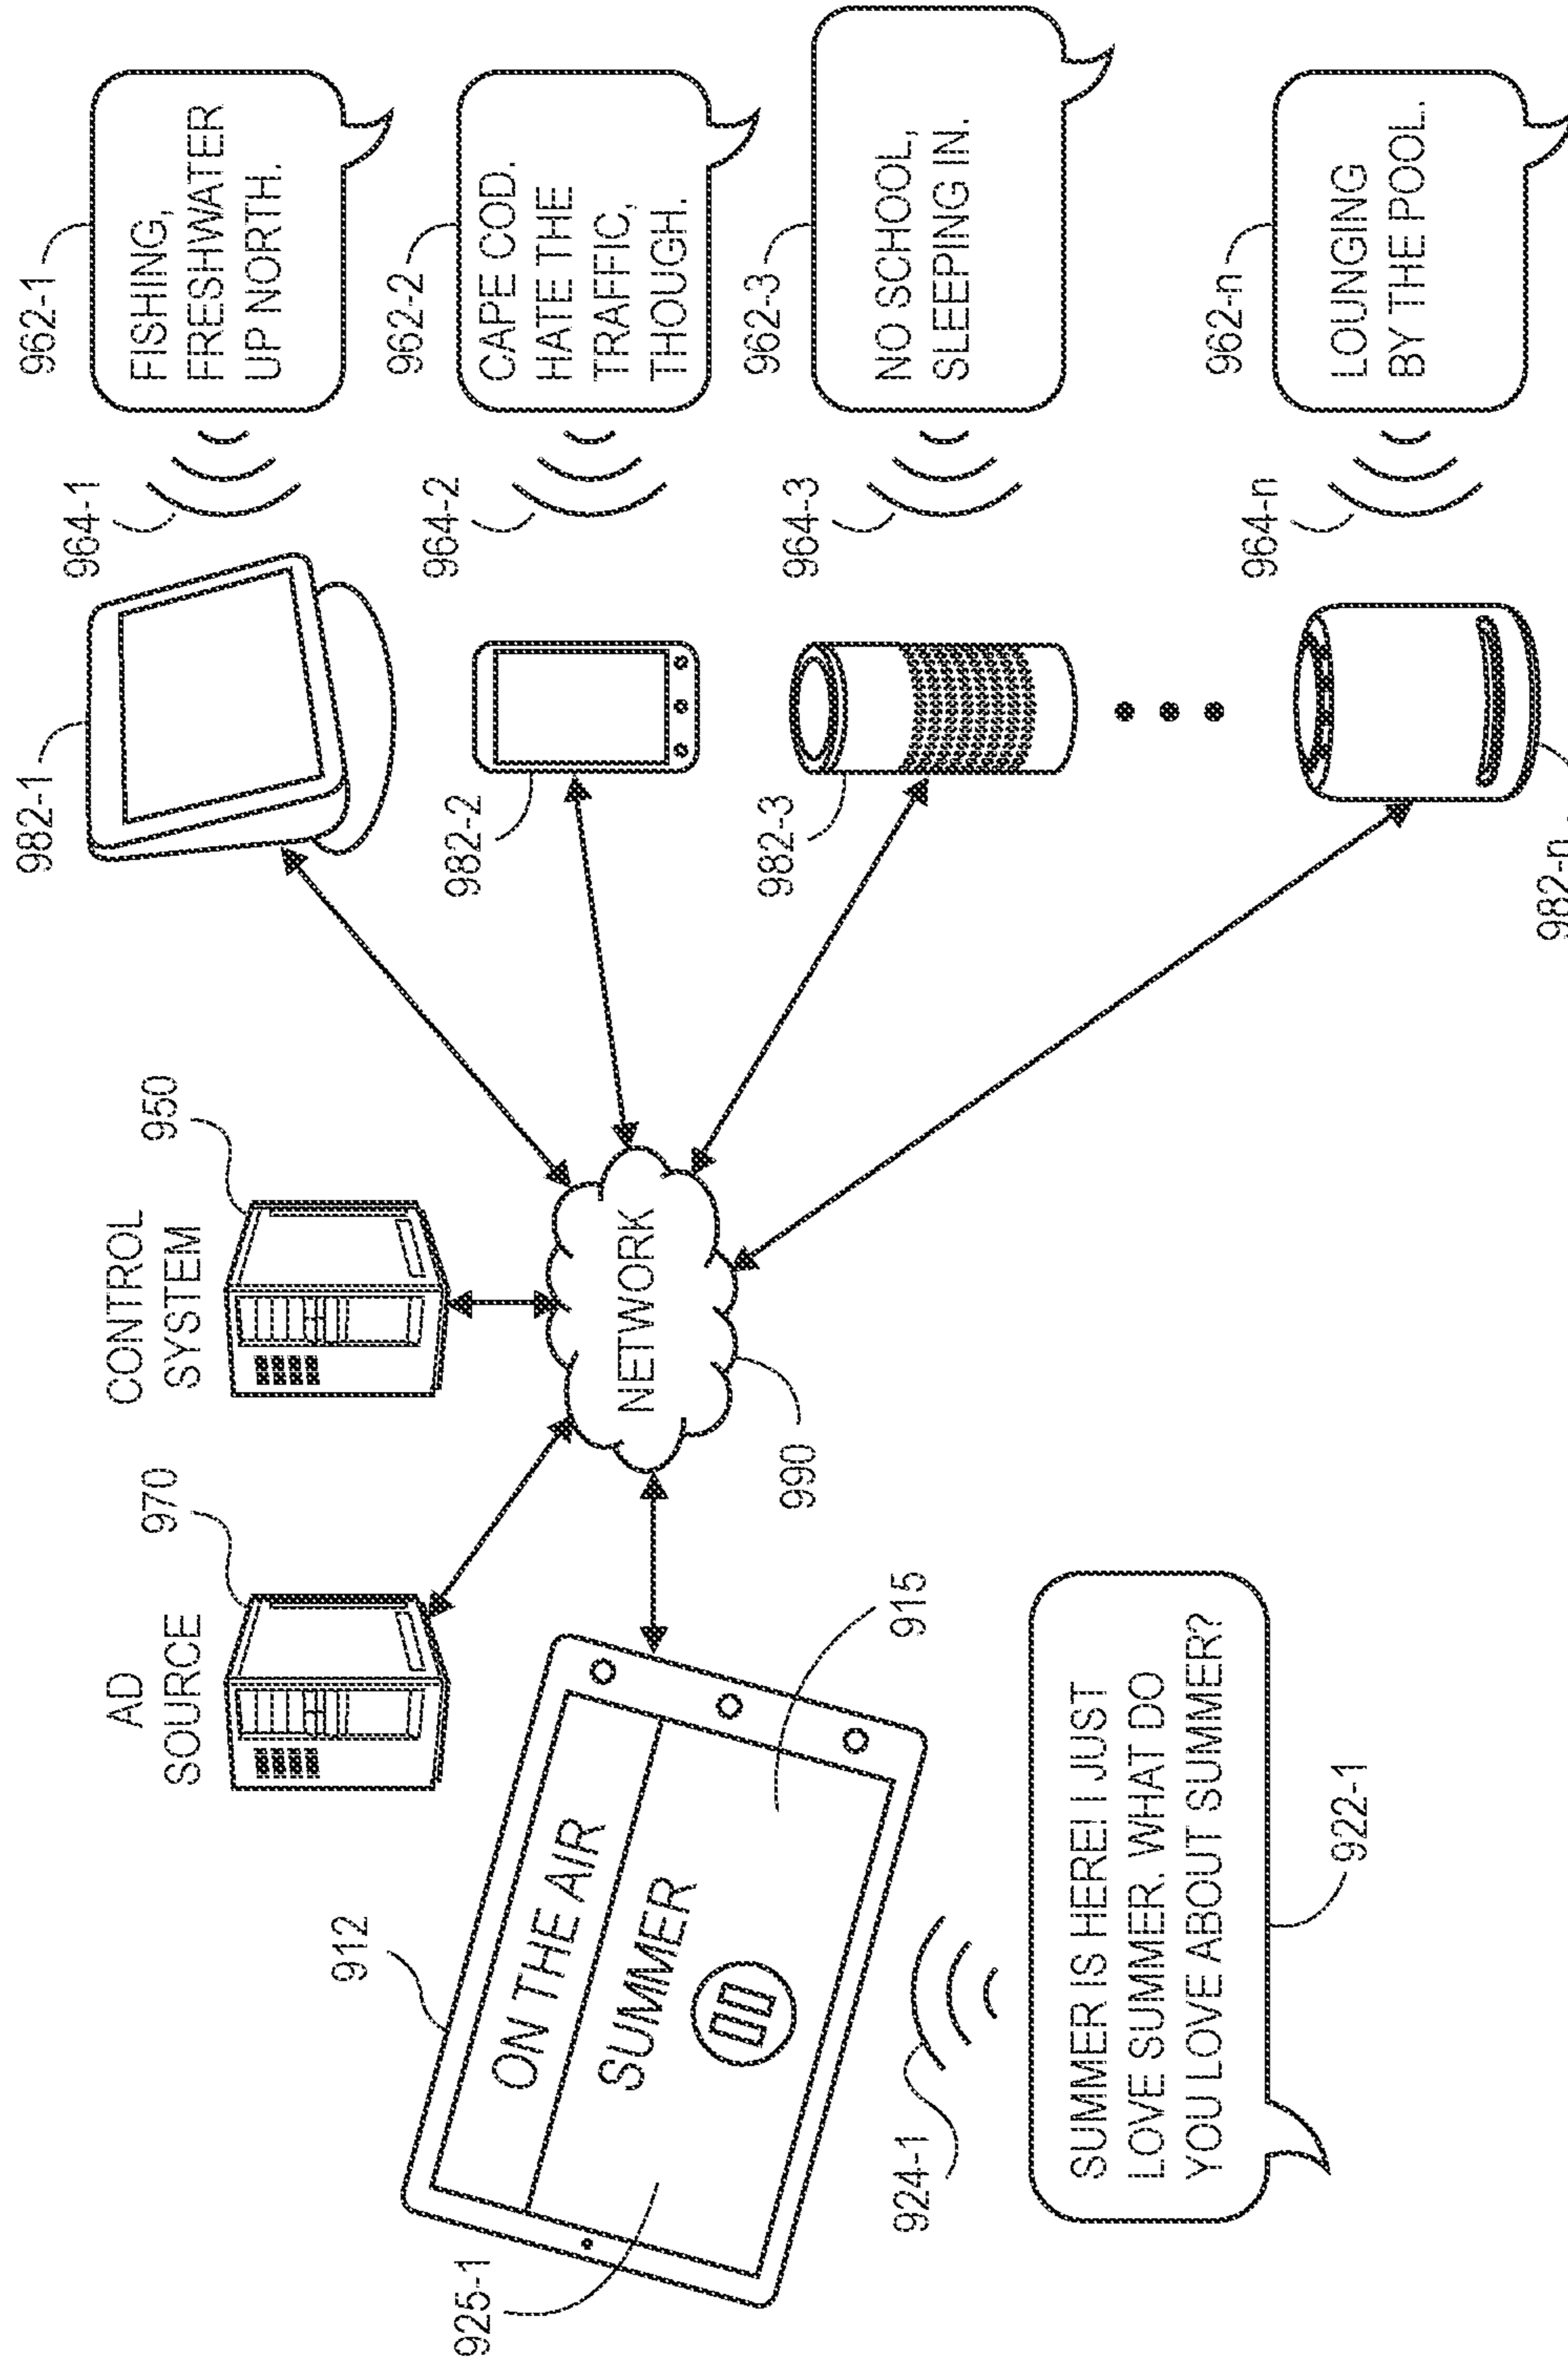 AD
SOURCE
970
CONTROL
SYSTEM
950
982-1
964-1
962-1
FISHING,
FRESHWATER
UP NORTH.
912
ON THE AIR
SUMMER
925-1
915
NETWORK
990
982-2
964-2
962-2
CAPE COD.
HATE THE
TRAFFIC,
THOUGH.
982-3
964-3
962-3
NO SCHOOL,
SLEEPING IN.
924-1
SUMMER IS HERE! I JUST
LOVE SUMMER. WHAT DO
YOU LOVE ABOUT SUMMER?
922-1
982-n
964-n
962-n
LOUNGING
BY THE POOL.